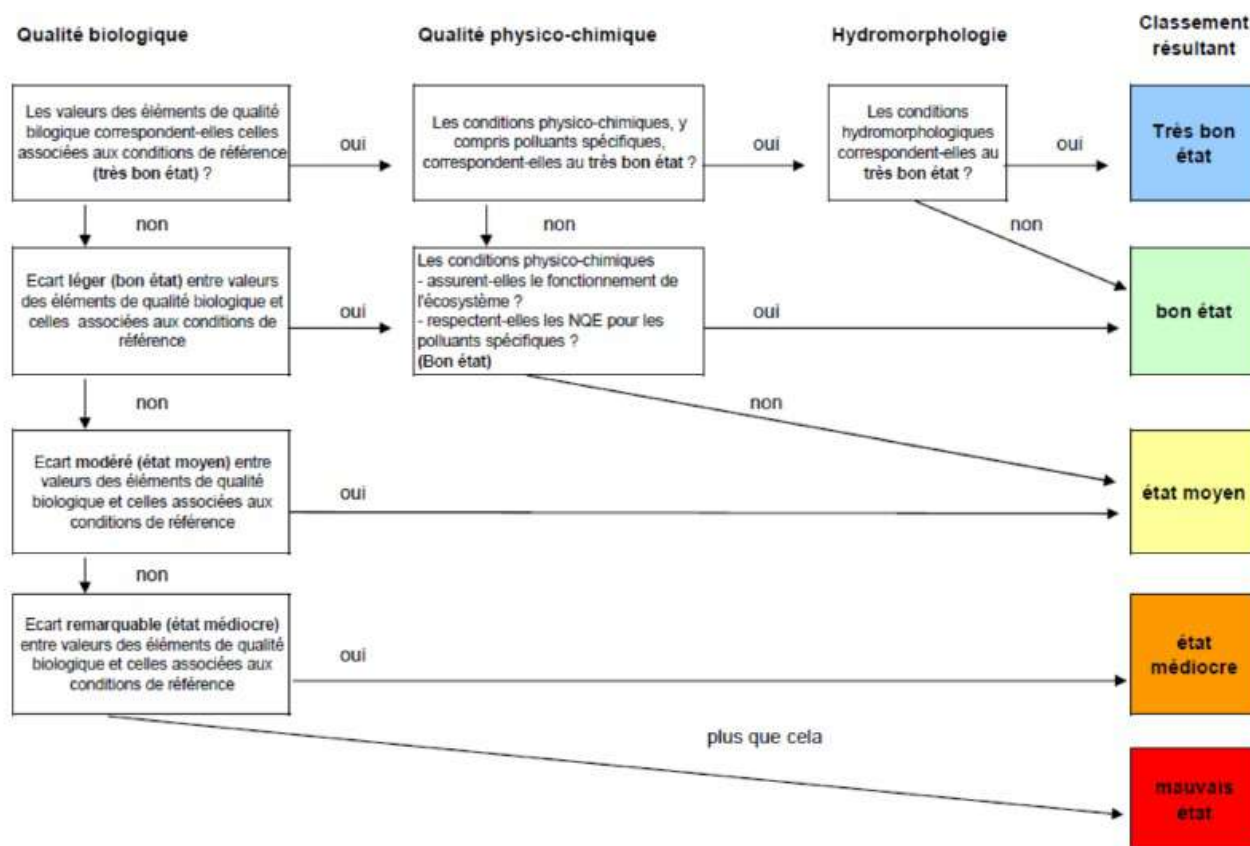 Qualité biologique
Qualité physico-chimique
Hydromorphologie
Classement
résultant
Les valeurs des éléments de qualité
bilogique correspondent-elles celles
associées aux conditions de référence
(très bon état) ?
oui
Les conditions physico-chimiques, y
compris polluants spécifiques,
correspondent-elles au très bon état ?
oui
Les conditions
hydromorphologiques
correspondent-elles au
très bon état ?
oui
Très bon
état
non
non
non
Ecart léger (bon état) entre valeurs
des éléments de qualité biologique et
celles associées aux conditions de
référence
oui
Les conditions physico-chimiques
- assurent-elles le fonctionnement de
l'écosystème ?
- respectent-elles les NQE pour les
polluants spécifiques ?
(Bon état)
oui
bon état
non
non
Ecart modéré (état moyen) entre
valeurs des éléments de qualité
biologique et celles associées aux
conditions de référence
oui
état moyen
non
Ecart remarquable (état médiocre)
entre valeurs des éléments de qualité
biologique et celles associées aux
conditions de référence
oui
état
médiocre
plus que cela
mauvais
état